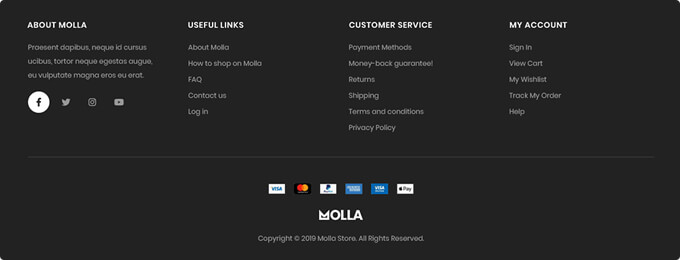 ABOUT MOLLA
Praesent dapibus, neque id cursus
ucibus, tortor neque egestas augue,
eu vulputate magna eros eu erat.
USEFUL LINKS
About Molla
How to shop on Molla
FAQ
Contact us
Log in
CUSTOMER SERVICE
Payment Methods
Money-back guarantee!
Returns
Shipping
Terms and conditions
Privacy Policy
MY ACCOUNT
Sign In
View Cart
My Wishlist
Track My Order
Help
VISA
PayPal
VISA
Pay
MOLLA
Copyright © 2019 Molla Store. All Rights Reserved.